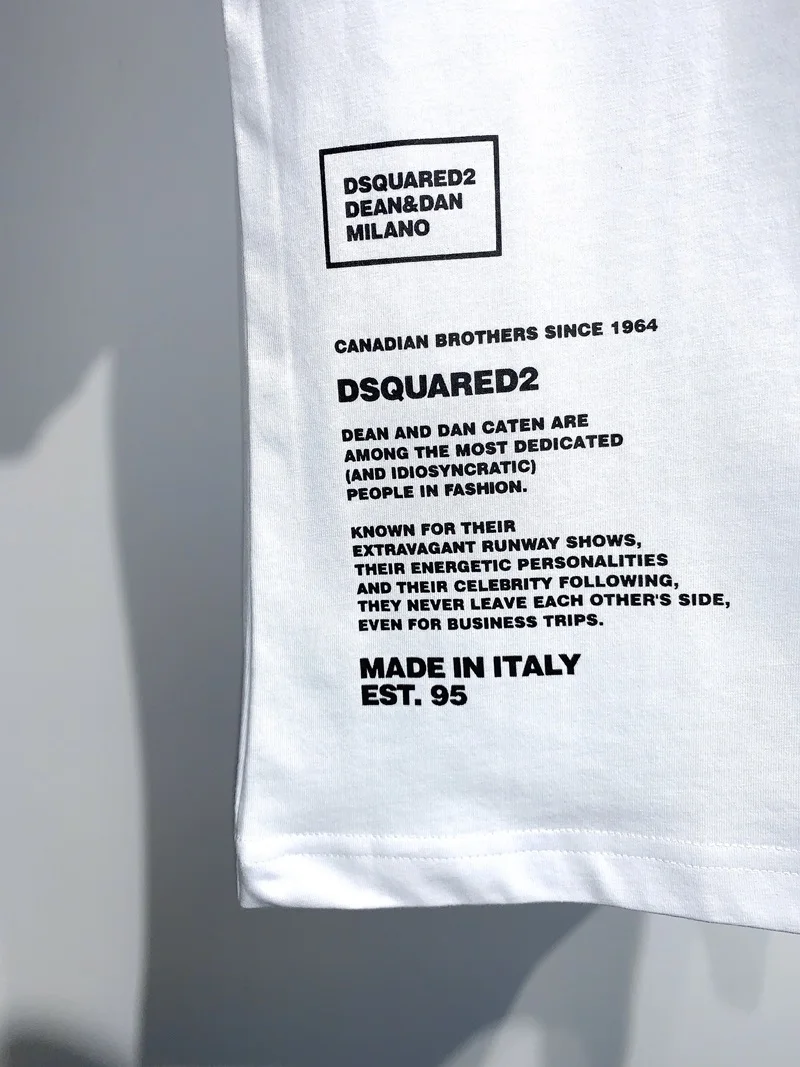 DSQUARED2
DEAN&DAN
MILANO
CANADIAN BROTHERS SINCE 1964
DSQUARED2
DEAN AND DAN CATEN ARE
AMONG THE MOST DEDICATED
(AND IDIOSYNCRATIC)
PEOPLE IN FASHION.
KNOWN FOR THEIR
EXTRAVAGANT RUNWAY SHOWS,
THEIR ENERGETIC PERSONALITIES
AND THEIR CELEBRITY FOLLOWING,
THEY NEVER LEAVE EACH OTHER'S SIDE,
EVEN FOR BUSINESS TRIPS.
MADE IN ITALY
EST. 95